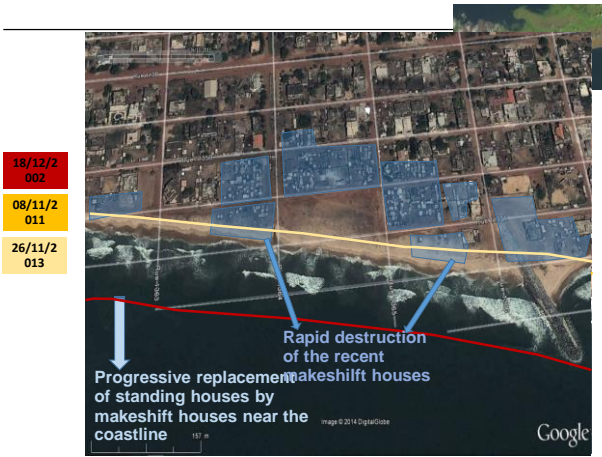 18/12/2
002
08/11/2
011
26/11/2
013
Rapid destruction
of the recent
makeshilft houses
Progressive replacement
of standing houses by
makeshift houses near the
coastline
157 m
Image © 2014 DigitalGlobe
Google